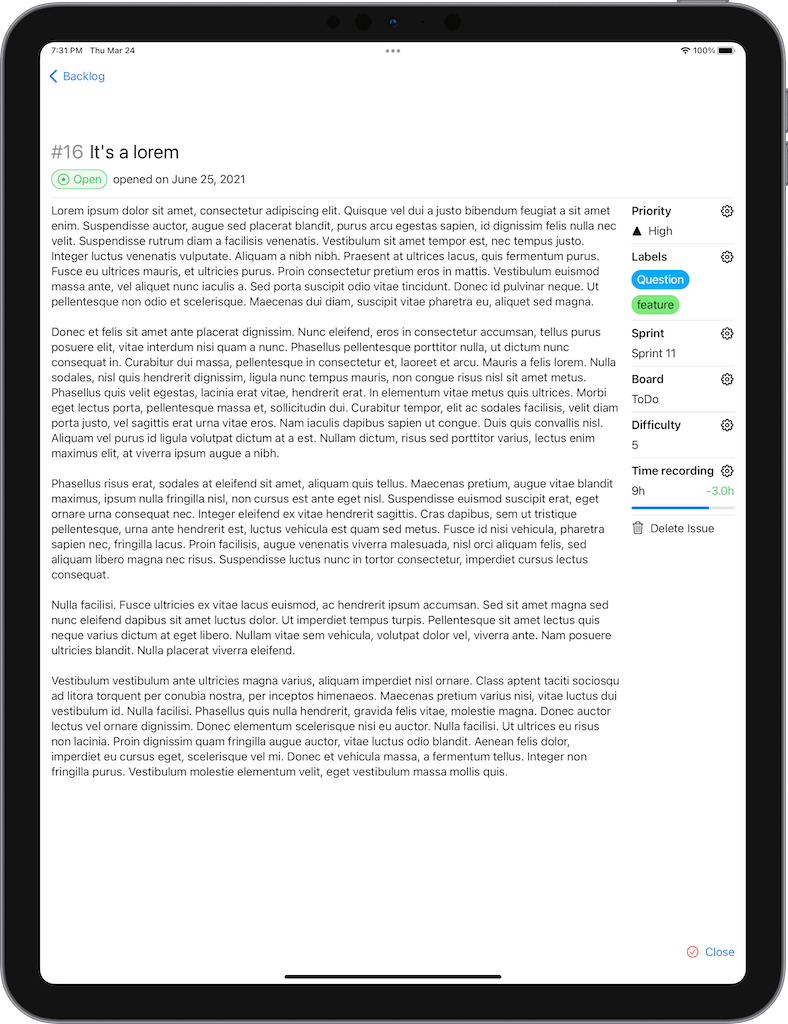 7:31 PM Thu Mar 24
100%
Backlog
#16 It's a lorem
Open opened on June 25, 2021
Lorem ipsum dolor sit amet, consectetur adipiscing elit. Quisque vel dui a justo bibendum feugiat a sit amet
enim. Suspendisse auctor, augue sed placerat blandit, purus arcu egestas sapien, id dignissim felis nulla nec
velit. Suspendisse rutrum diam a facilisis venenatis. Vestibulum sit amet tempor est, nec tempus justo.
Integer luctus venenatis vulputate. Aliquam a nibh nibh. Praesent at ultrices lacus, quis fermentum purus.
Fusce eu ultrices mauris, et ultricies purus. Proin consectetur pretium eros in mattis. Vestibulum euismod
massa ante, vel aliquet nunc iaculis a. Sed porta suscipit odio vitae tincidunt. Donec id pulvinar neque. Ut
pellentesque non odio et scelerisque. Maecenas dui diam, suscipit vitae pharetra eu, aliquet sed magna.
Donec et felis sit amet ante placerat dignissim. Nunc eleifend, eros in consectetur accumsan, tellus purus
posuere elit, vitae interdum nisi quam a nunc. Phasellus pellentesque porttitor nulla, ut dictum nunc
consequat in. Curabitur dui massa, pellentesque in consectetur et, laoreet et arcu. Mauris a felis lorem. Nulla
sodales, nisl quis hendrerit dignissim, ligula nunc tempus mauris, non congue risus nisl sit amet metus.
Phasellus quis velit egestas, lacinia erat vitae, hendrerit erat. In elementum vitae metus quis ultrices. Morbi
eget lectus porta, pellentesque massa et, sollicitudin dui. Curabitur tempor, elit ac sodales facilisis, velit diam
porta justo, vel sagittis erat urna vitae eros. Nam iaculis dapibus sapien ut congue. Duis quis convallis nisl.
Aliquam vel purus id ligula volutpat dictum at a est. Nullam dictum, risus sed porttitor varius, lectus enim
maximus elit, at viverra ipsum augue a nibh.
Phasellus risus erat, sodales at eleifend sit amet, aliquam quis tellus. Maecenas pretium, augue vitae blandit
maximus, ipsum nulla fringilla nisl, non cursus est ante eget nisl. Suspendisse euismod suscipit erat, eget
ornare urna consequat nec. Integer eleifend ex vitae hendrerit sagittis. Cras dapibus, sem ut tristique
pellentesque, urna ante hendrerit est, luctus vehicula est quam sed metus. Fusce id nisi vehicula, pharetra
sapien nec, fringilla lacus. Proin facilisis, augue venenatis viverra malesuada, nisl orci aliquam felis, sed
aliquam libero magna nec risus. Suspendisse luctus nunc in tortor consectetur, imperdiet cursus lectus
consequat.
Nulla facilisi. Fusce ultricies ex vitae lacus euismod, ac hendrerit ipsum accumsan. Sed sit amet magna sed
nunc eleifend dapibus sit amet luctus dolor. Ut imperdiet tempus turpis. Pellentesque sit amet lectus quis
neque varius dictum at eget libero. Nullam vitae sem vehicula, volutpat dolor vel, viverra ante. Nam posuere
ultricies blandit. Nulla placerat viverra eleifend.
Vestibulum vestibulum ante ultricies magna varius, aliquam imperdiet nisl ornare. Class aptent taciti sociosqu
ad litora torquent per conubia nostra, per inceptos himenaeos. Maecenas pretium varius nisi, vitae luctus dui
vestibulum id. Nulla facilisi. Phasellus quis nulla hendrerit, gravida felis vitae, molestie magna. Donec auctor
lectus vel ornare dignissim. Donec elementum scelerisque nisi eu auctor. Nulla facilisi. Ut ultrices eu risus
non lacinia. Proin dignissim quam fringilla augue auctor, vitae luctus odio blandit. Aenean felis dolor,
imperdiet eu cursus eget, scelerisque vel mi. Donec et vehicula massa, a fermentum tellus. Integer non
fringilla purus. Vestibulum molestie elementum velit, eget vestibulum massa mollis quis.
Priority
High
Labels
Question
feature
Sprint
Sprint 11
Board
ToDo
Difficulty
5
Time recording
9h -3.0h
Delete Issue
Close